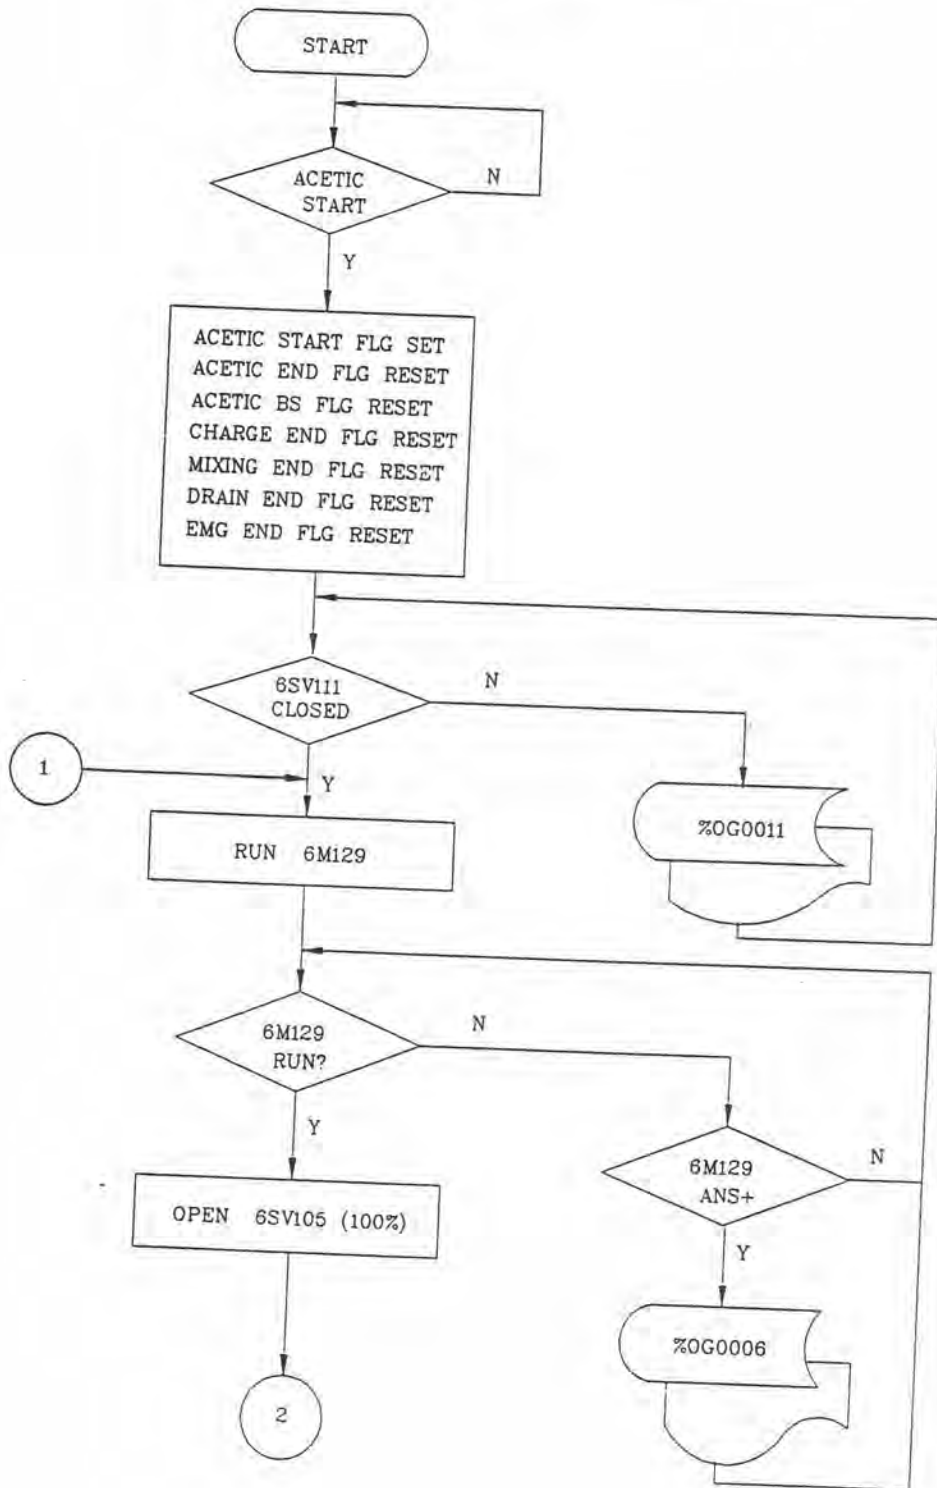 START
ACETIC
START
N
Y
ACETIC START FLG SET
ACETIC END FLG RESET
ACETIC BS FLG RESET
CHARGE END FLG RESET
MIXING END FLG RESET
DRAIN END FLG RESET
EMG END FLG RESET
6SV111
CLOSED
N
1
Y
%OG0011
RUN 6M129
6M129
RUN?
N
Y
6M129
ANS+
N
OPEN 6SV105 (100%)
Y
%OG0006
2